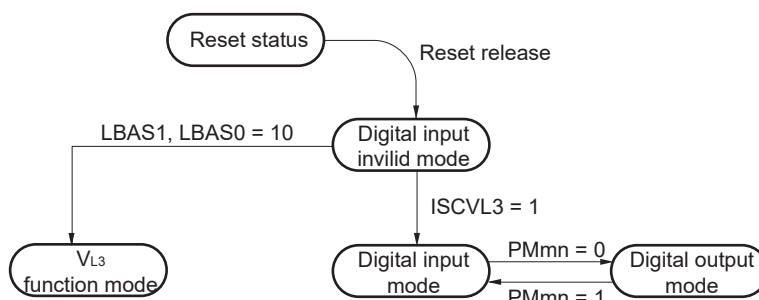 Reset status
Reset release
LBAS1, LBAS0 = 10
Digital input
invilid mode
ISCVL3 = 1
VL3
function mode
Digital input
mode
PMmn = 0
PMmn = 1
Digital output
mode